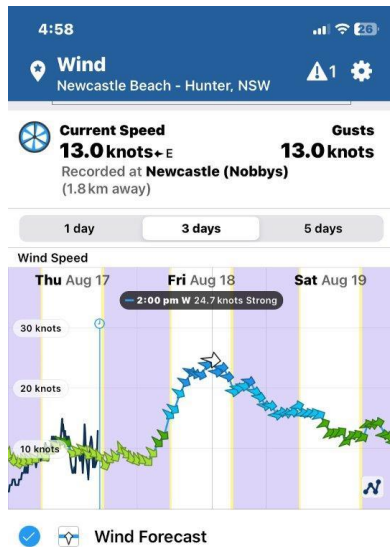 4:58
26
Wind
1
Newcastle Beach - Hunter, NSW
Current Speed
Gusts
13.0 knots E
13.0 knots
Recorded at Newcastle (Nobbys)
(1.8 km away)
1 day
3 days
5 days
Wind Speed
Thu Aug 17
Fri Aug 18
Sat Aug 19
2:00 pm W 24.7 knots Strong
30 knots
20 knots
10 knots
Wind Forecast